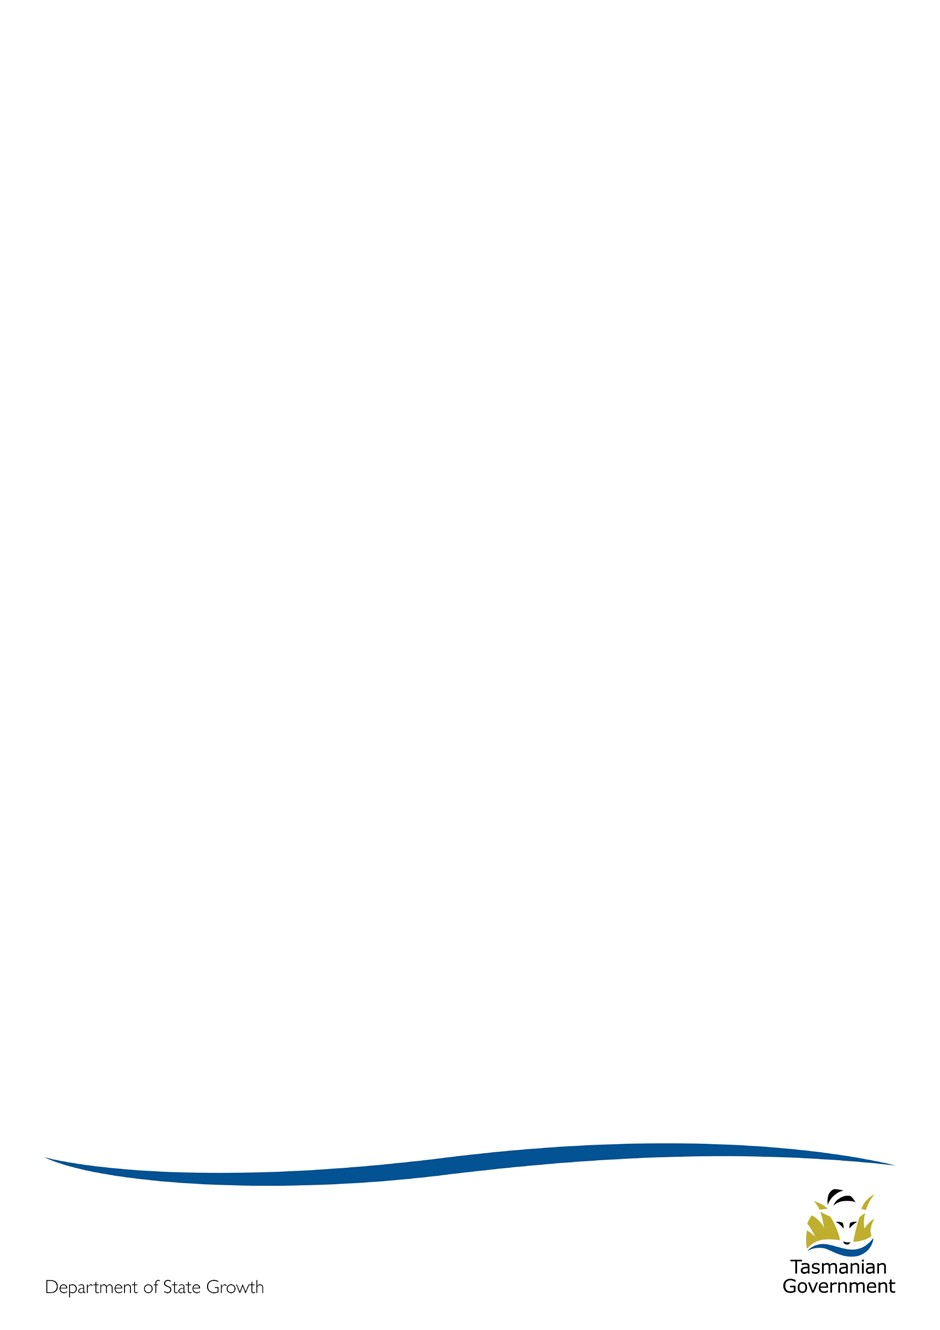 Department of State Growth
Tasmanian
Government